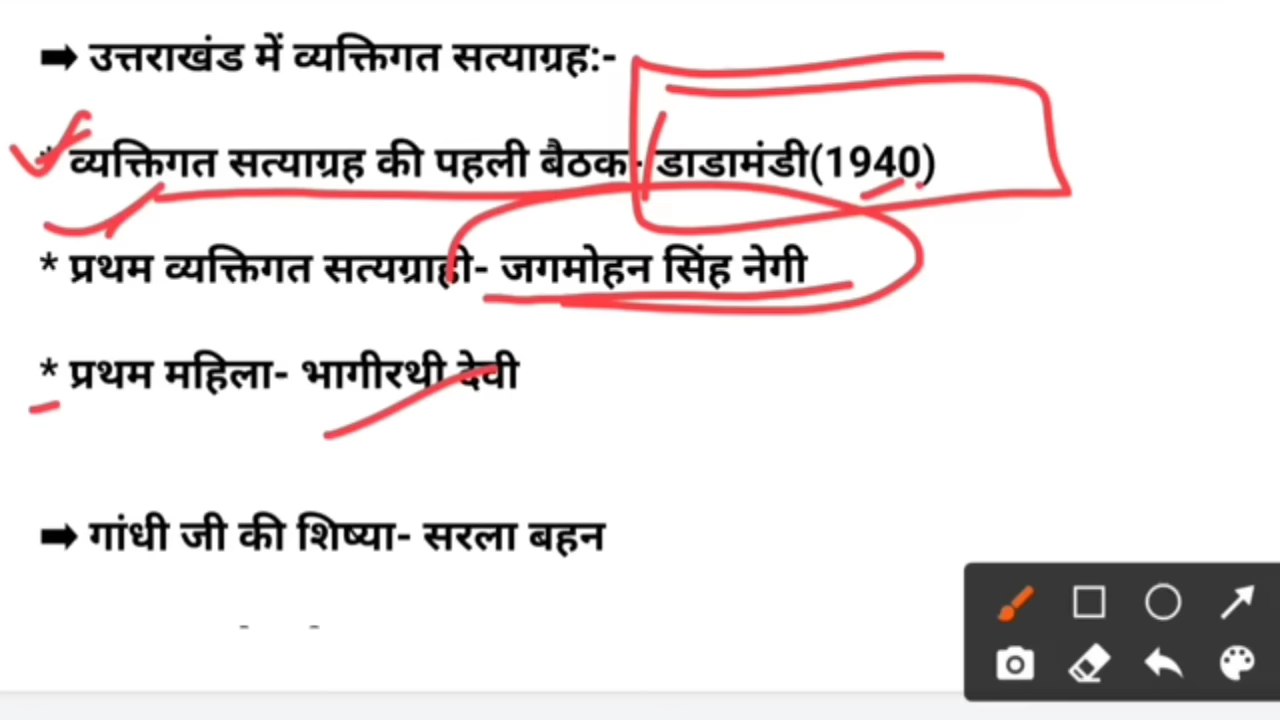 ➡ उत्तराखंड में व्यक्तिगत सत्याग्रह:-
* व्यक्तिगत सत्याग्रह की पहली बैठक- डाडामंडी(1940)
* प्रथम व्यक्तिगत सत्यग्राही- जगमोहन सिंह नेगी
* प्रथम महिला- भागीरथी देवी
➡ गांधी जी की शिष्या- सरला बहन